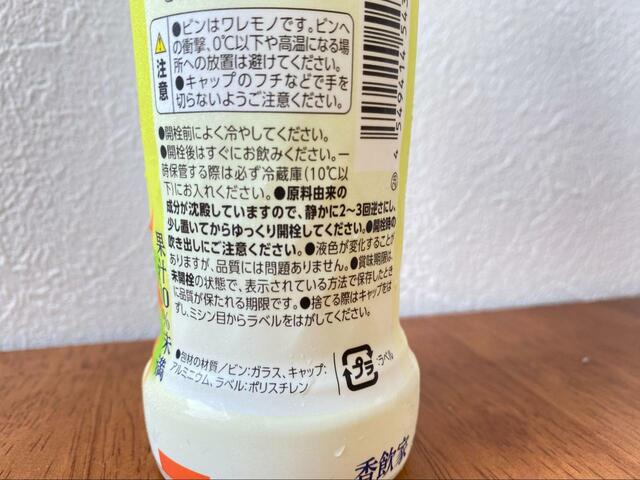 ●ビンはワレモノです。ビンへ
の衝撃、0℃以下や高温になる場
所への放置は避けてください。
●キャップのフチなどで手を
切らないようご注意ください。
注意
●開栓前によく冷やしてください。
●開栓後はすぐにお飲みください。一
時保管する際は必ず冷蔵庫(10℃以
下)にお入れください。●原料由来の
成分が沈殿していますので、静かに2～3回逆さにし、
少し置いてからゆっくり開栓してください。●開栓時の
吹き出しにご注意ください。●液色が変化することが
ありますが、品質には問題ありません。●賞味期限は、
未開栓の状態で、表示されている方法で保存したとき
に品質が保たれる期限です。●捨てる際はキャップをは
ずし、ミシン目からラベルをはがしてください。
●包材の材質/ビン:ガラス、キャップ:
アルミニウム、ラベル:ポリスチレン
プラ
:ラベル
果汁10%未満
香飲家